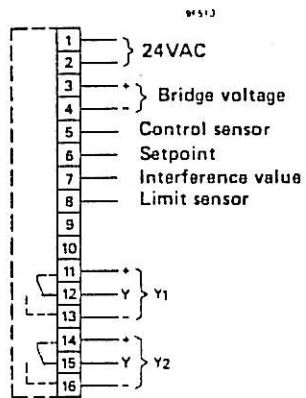 1
2 24VAC
3 +
4 - Bridge voltage
5 Control sensor
6 Setpoint
7 Interference value
8 Limit sensor
9
10
11 +
12 Y Y1
13 -
14 +
15 Y Y2
16 -